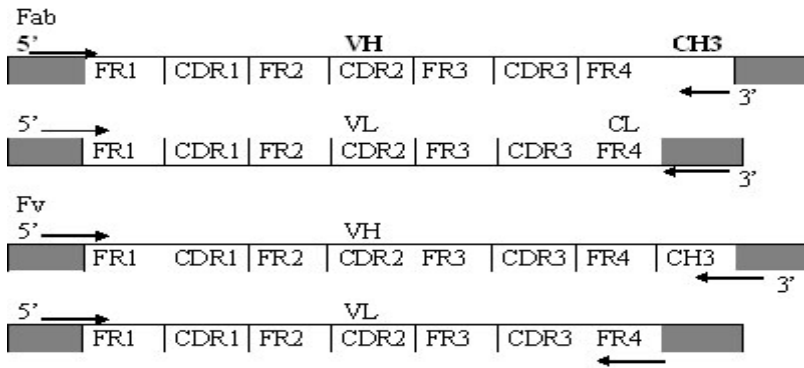 Fab
5’ VH CH3
FR1 CDR1 FR2 CDR2 FR3 CDR3 FR4
3’
5’ VL CL
FR1 CDR1 FR2 CDR2 FR3 CDR3 FR4
3’
Fv
5’ VH
FR1 CDR1 FR2 CDR2 FR3 CDR3 FR4 CH3
3’
5’ VL
FR1 CDR1 FR2 CDR2 FR3 CDR3 FR4